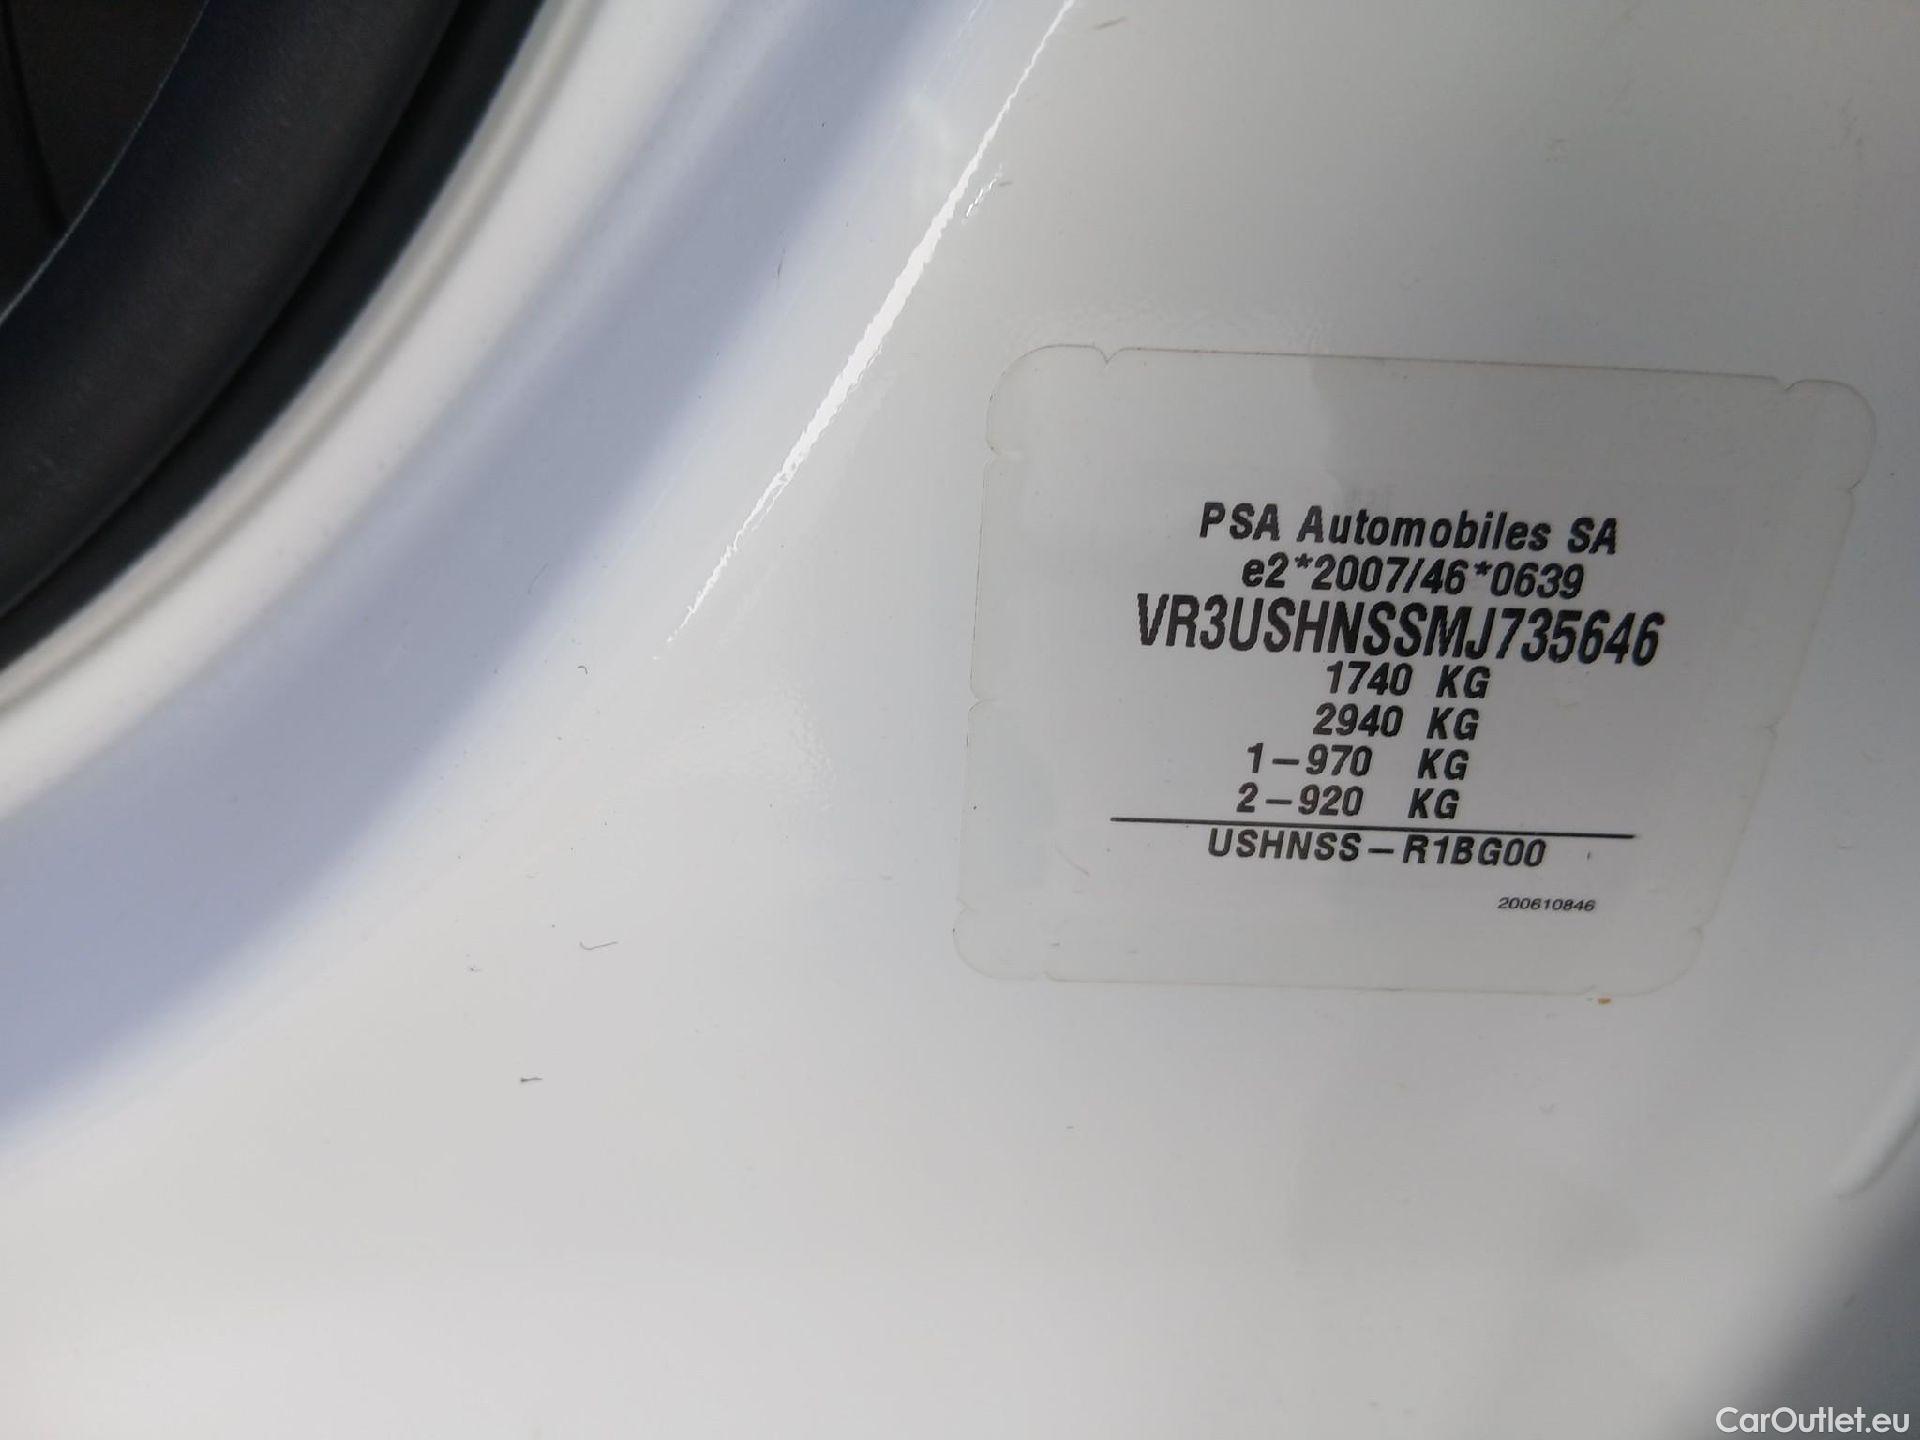 PSA Automobiles SA
e2*2007/46*0639
VR3USHNSSMJ735646
1740 KG
2940 KG
1-970 KG
2-920 KG
USHNSS-R1BG00
200610846
CarOutlet.eu